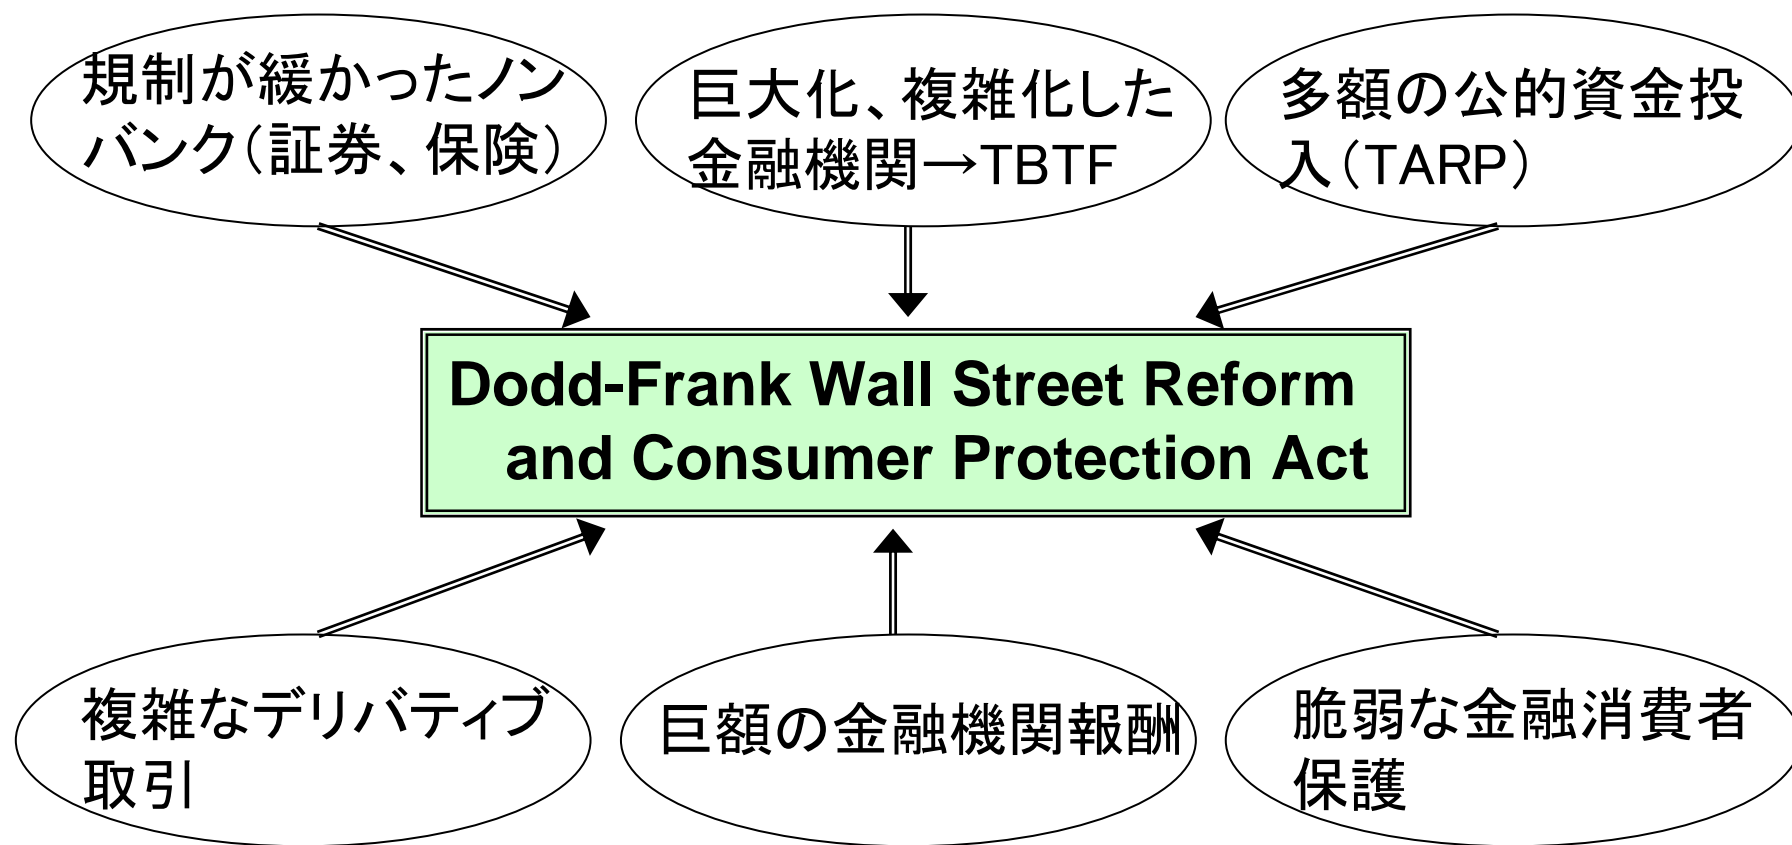 規制が緩かったノン
バンク（証券、保険）
巨大化、複雑化した
金融機関→TBTF
多額の公的資金投
入（TARP）
Dodd-Frank Wall Street Reform
and Consumer Protection Act
複雑なデリバティブ
取引
巨額の金融機関報酬
脆弱な金融消費者
保護